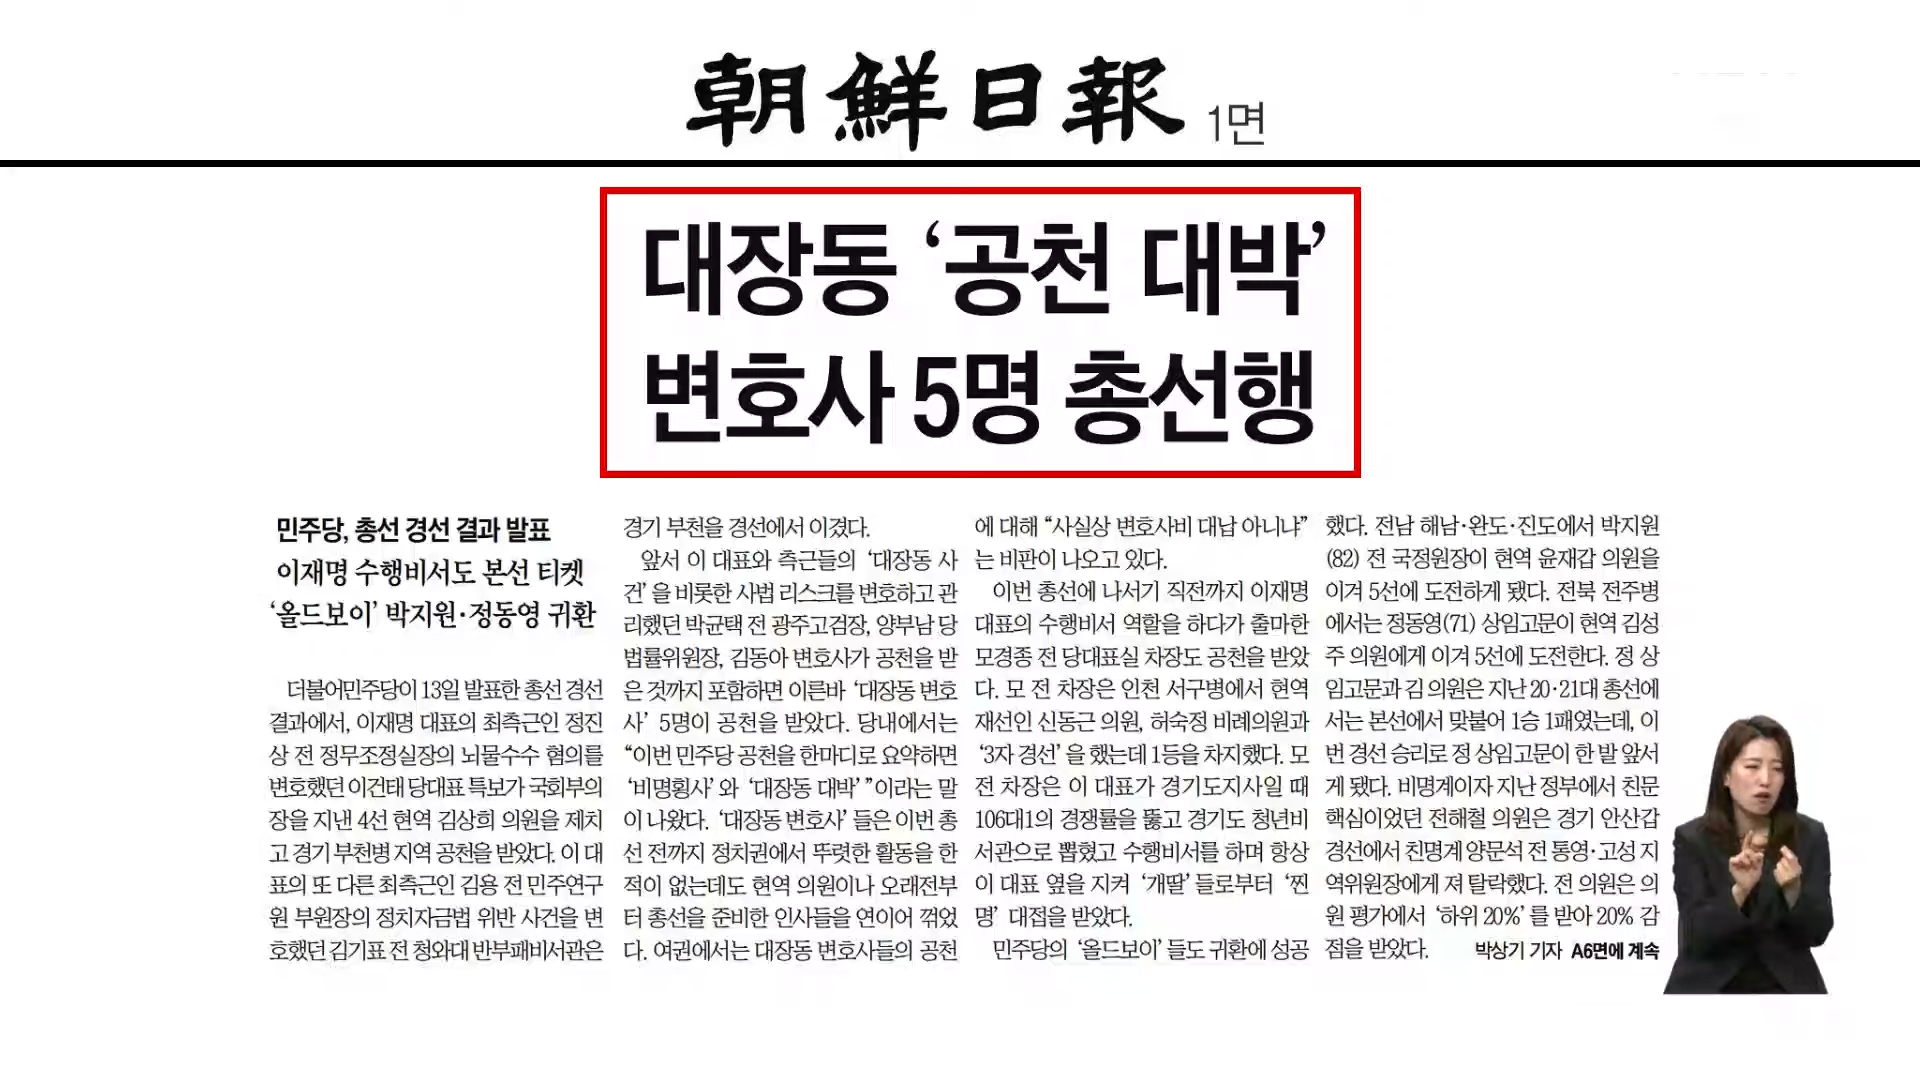 朝鮮日報 1면
대장동 ‘공천 대박’
변호사 5명 총선행
민주당, 총선 경선 결과 발표
이재명 수행비서도 본선 티켓
‘올드보이’ 박지원·정동영 귀환
더불어민주당이 13일 발표한 총선 경선
결과에서, 이재명 대표의 최측근인 정진
상 전 정무조정실장의 뇌물수수 혐의를
변호했던 이건태 당대표 특보가 국회부의
장을 지낸 4선 현역 김상희 의원을 제치
고 경기 부천병 지역 공천을 받았다. 이 대
표의 또 다른 최측근인 김용 전 민주연구
원 부원장의 정치자금법 위반 사건을 변
호했던 김기표 전 청와대 반부패비서관은
경기 부천을 경선에서 이겼다.
앞서 이 대표와 측근들의 ‘대장동 사
건’을 비롯한 사법 리스크를 변호하고 관
리했던 박균택 전 광주고검장, 양부남 당
법률위원장, 김동아 변호사가 공천을 받
은 것까지 포함하면 이른바 ‘대장동 변호
사’ 5명이 공천을 받았다. 당내에서는
“이번 민주당 공천을 한마디로 요약하면
‘비명횡사’와 ‘대장동 대박’”이라는 말
이 나왔다. ‘대장동 변호사’들은 이번 총
선 전까지 정치권에서 뚜렷한 활동을 한
적이 없는데도 현역 의원이나 오래전부
터 총선을 준비한 인사들을 연이어 꺾었
다. 여권에서는 대장동 변호사들의 공천
에 대해 “사실상 변호사비 대납 아니냐”
는 비판이 나오고 있다.
이번 총선에 나서기 직전까지 이재명
대표의 수행비서 역할을 하다가 출마한
모경종 전 당대표실 차장도 공천을 받았
다. 모 전 차장은 인천 서구병에서 현역
재선인 신동근 의원, 허숙정 비례의원과
‘3자 경선’을 했는데 1등을 차지했다. 모
전 차장은 이 대표가 경기도지사일 때
106대1의 경쟁률을 뚫고 경기도 청년비
서관으로 뽑혔고 수행비서를 하며 항상
이 대표 옆을 지켜 ‘개딸’들로부터 ‘찐
명’ 대접을 받았다.
민주당의 ‘올드보이’들도 귀환에 성공
했다. 전남 해남·완도·진도에서 박지원
(82) 전 국정원장이 현역 윤재갑 의원을
이겨 5선에 도전하게 됐다. 전북 전주병
에서는 정동영(71) 상임고문이 현역 김성
주 의원에게 이겨 5선에 도전한다. 정 상
임고문과 김 의원은 지난 20·21대 총선에
서는 본선에서 맞붙어 1승 1패였는데, 이
번 경선 승리로 정 상임고문이 한 발 앞서
게 됐다. 비명계이자 지난 정부에서 친문
핵심이었던 전해철 의원은 경기 안산갑
경선에서 친명계 양문석 전 통영·고성 지
역위원장에게 져 탈락했다. 전 의원은 의
원 평가에서 ‘하위 20%’를 받아 20% 감
점을 받았다. 박상기 기자 A6면에 계속